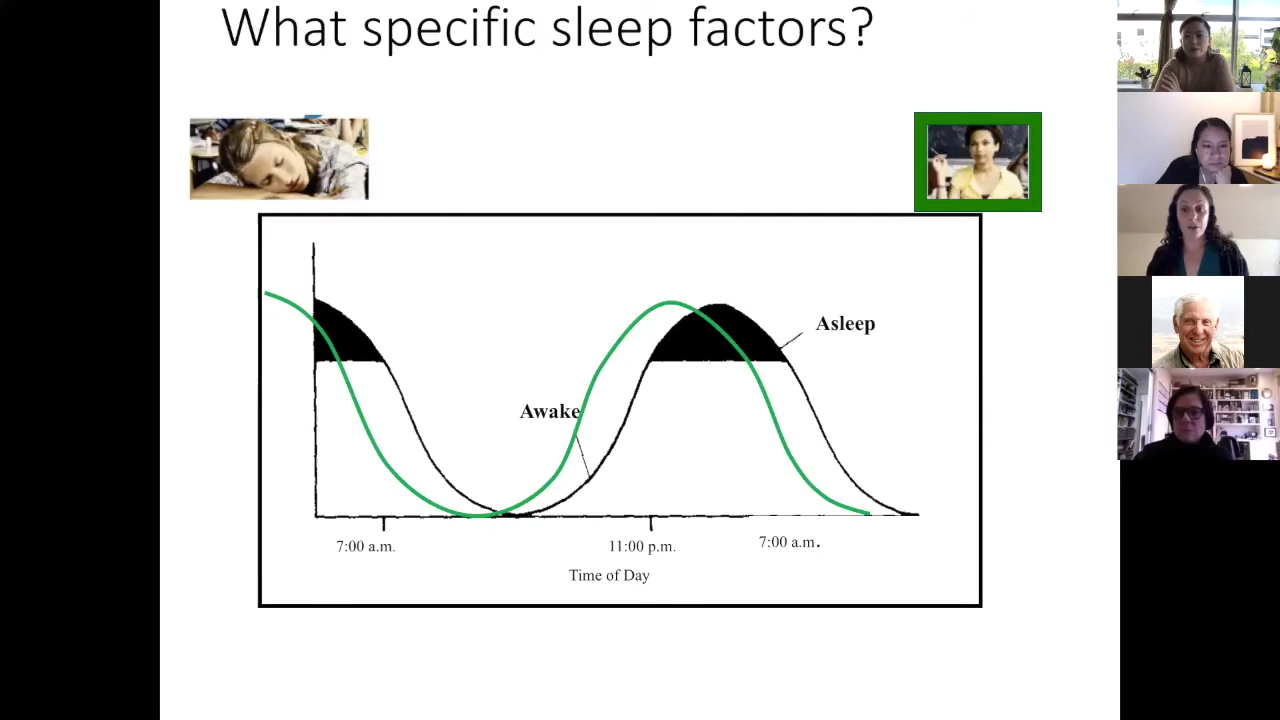 What specific sleep factors?
Asleep
Awake
7:00 a.m.
11:00 p.m.
7:00 a.m.
Time of Day